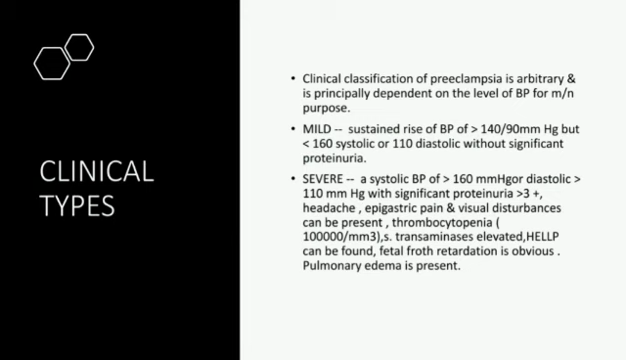 CLINICAL
TYPES
• Clinical classification of preeclampsia is arbitrary &
is principally dependent on the level of BP for m/n
purpose.
• MILD -- sustained rise of BP of > 140/90mm Hg but
< 160 systolic or 110 diastolic without significant
proteinuria.
• SEVERE -- a systolic BP of > 160 mmHgor diastolic >
110 mm Hg with significant proteinuria >3 +,
headache , epigastric pain & visual disturbances
can be present , thrombocytopenia (
100000/mm3),s. transaminases elevated,HELLP
can be found, fetal froth retardation is obvious .
Pulmonary edema is present.